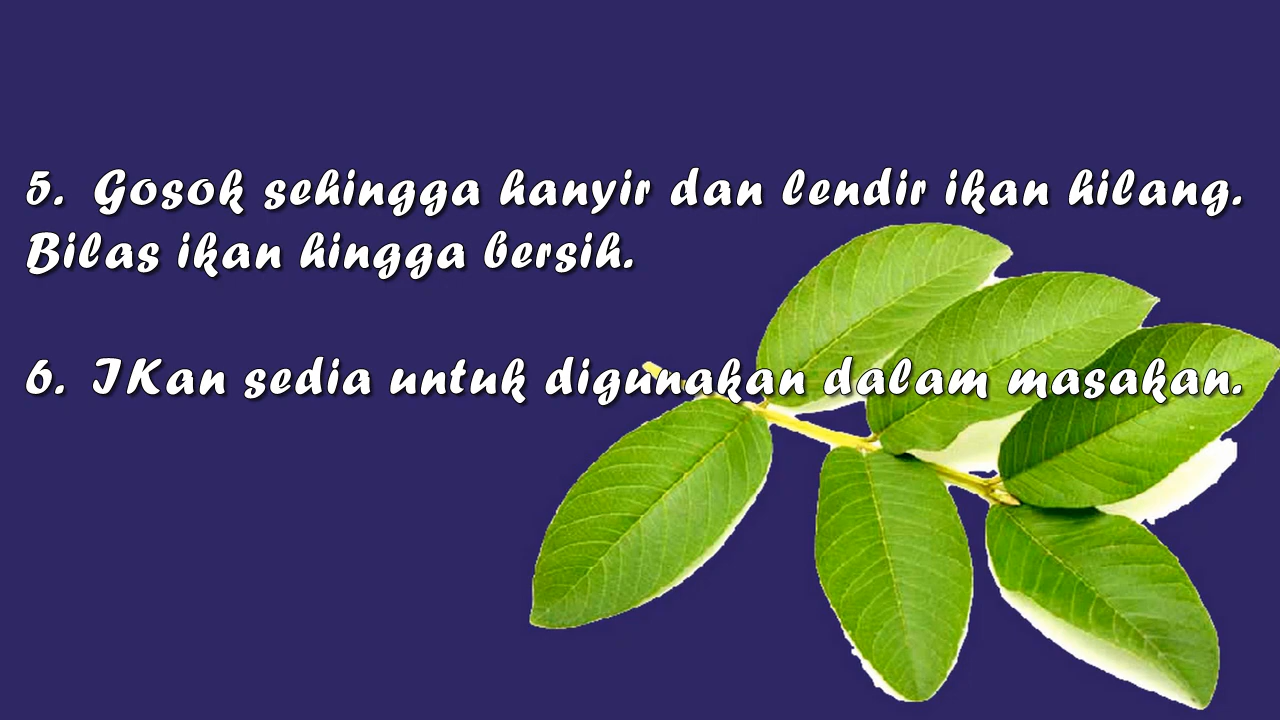 5. Gosok sehingga hanyir dan lendir ikan hilang.
Bilas ikan hingga bersih.
6. IKan sedia untuk digunakan dalam masakan.